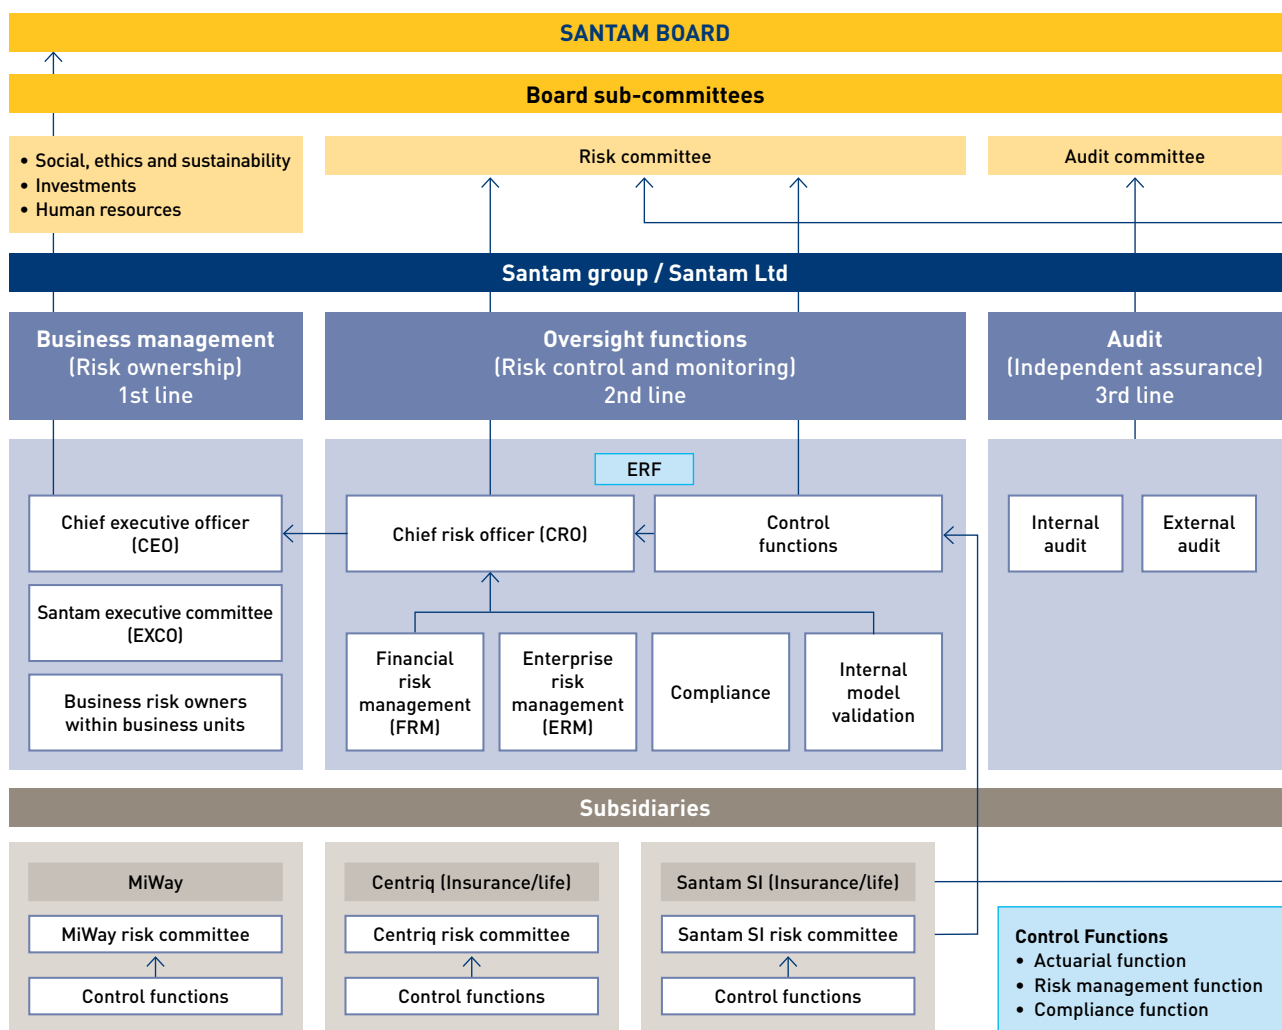 SANTAM BOARD
Board sub-committees
• Social, ethics and sustainability
• Investments
• Human resources
Risk committee
Audit committee
Santam group / Santam Ltd
Business management
(Risk ownership)
1st line
Oversight functions
(Risk control and monitoring)
2nd line
Audit
(Independent assurance)
3rd line
ERF
Chief executive officer
(CEO)
Chief risk officer (CRO)
Control
functions
Internal
audit
External
audit
Santam executive committee
(EXCO)
Business risk owners
within business units
Financial
risk
management
(FRM)
Enterprise
risk
management
(ERM)
Compliance
Internal
model
validation
Subsidiaries
MiWay
MiWay risk committee
Control functions
Centriq (Insurance/life)
Centriq risk committee
Control functions
Santam SI (Insurance/life)
Santam SI risk committee
Control functions
Control Functions
• Actuarial function
• Risk management function
• Compliance function